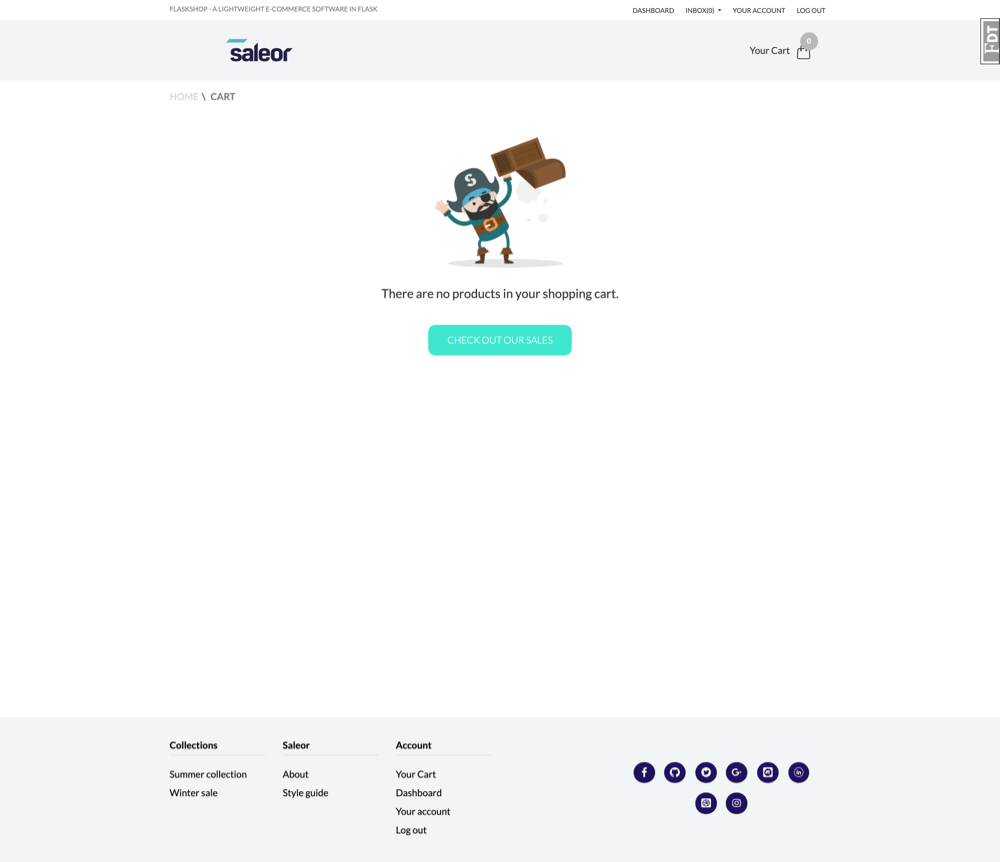 FLASKSHOP - A LIGHTWEIGHT E-COMMERCE SOFTWARE IN FLASK
DASHBOARD INBOX(0) YOUR ACCOUNT LOG OUT
saleor
Your Cart 0
FDT
HOME \ CART
S
There are no products in your shopping cart.
CHECK OUT OUR SALES
Collections
Summer collection
Winter sale
Saleor
About
Style guide
Account
Your Cart
Dashboard
Your account
Log out